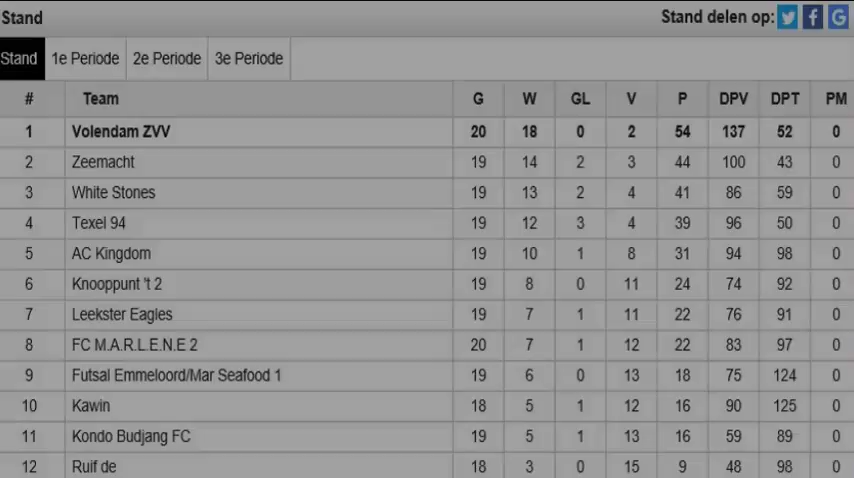 Stand Stand delen op:
Stand 1e Periode 2e Periode 3e Periode
# Team G W GL V P DPV DPT PM
1 Volendam ZVV 20 18 0 2 54 137 52 0
2 Zeemacht 19 14 2 3 44 100 43 0
3 White Stones 19 13 2 4 41 86 59 0
4 Texel 94 19 12 3 4 39 96 50 0
5 AC Kingdom 19 10 1 8 31 94 98 0
6 Knooppunt 't 2 19 8 0 11 24 74 92 0
7 Leekster Eagles 19 7 1 11 22 76 91 0
8 FC M.A.R.L.E.N.E 2 20 7 1 12 22 83 97 0
9 Futsal Emmeloord/Mar Seafood 1 19 6 0 13 18 75 124 0
10 Kawin 18 5 1 12 16 90 125 0
11 Kondo Budjang FC 19 5 1 13 16 59 89 0
12 Ruif de 18 3 0 15 9 48 98 0